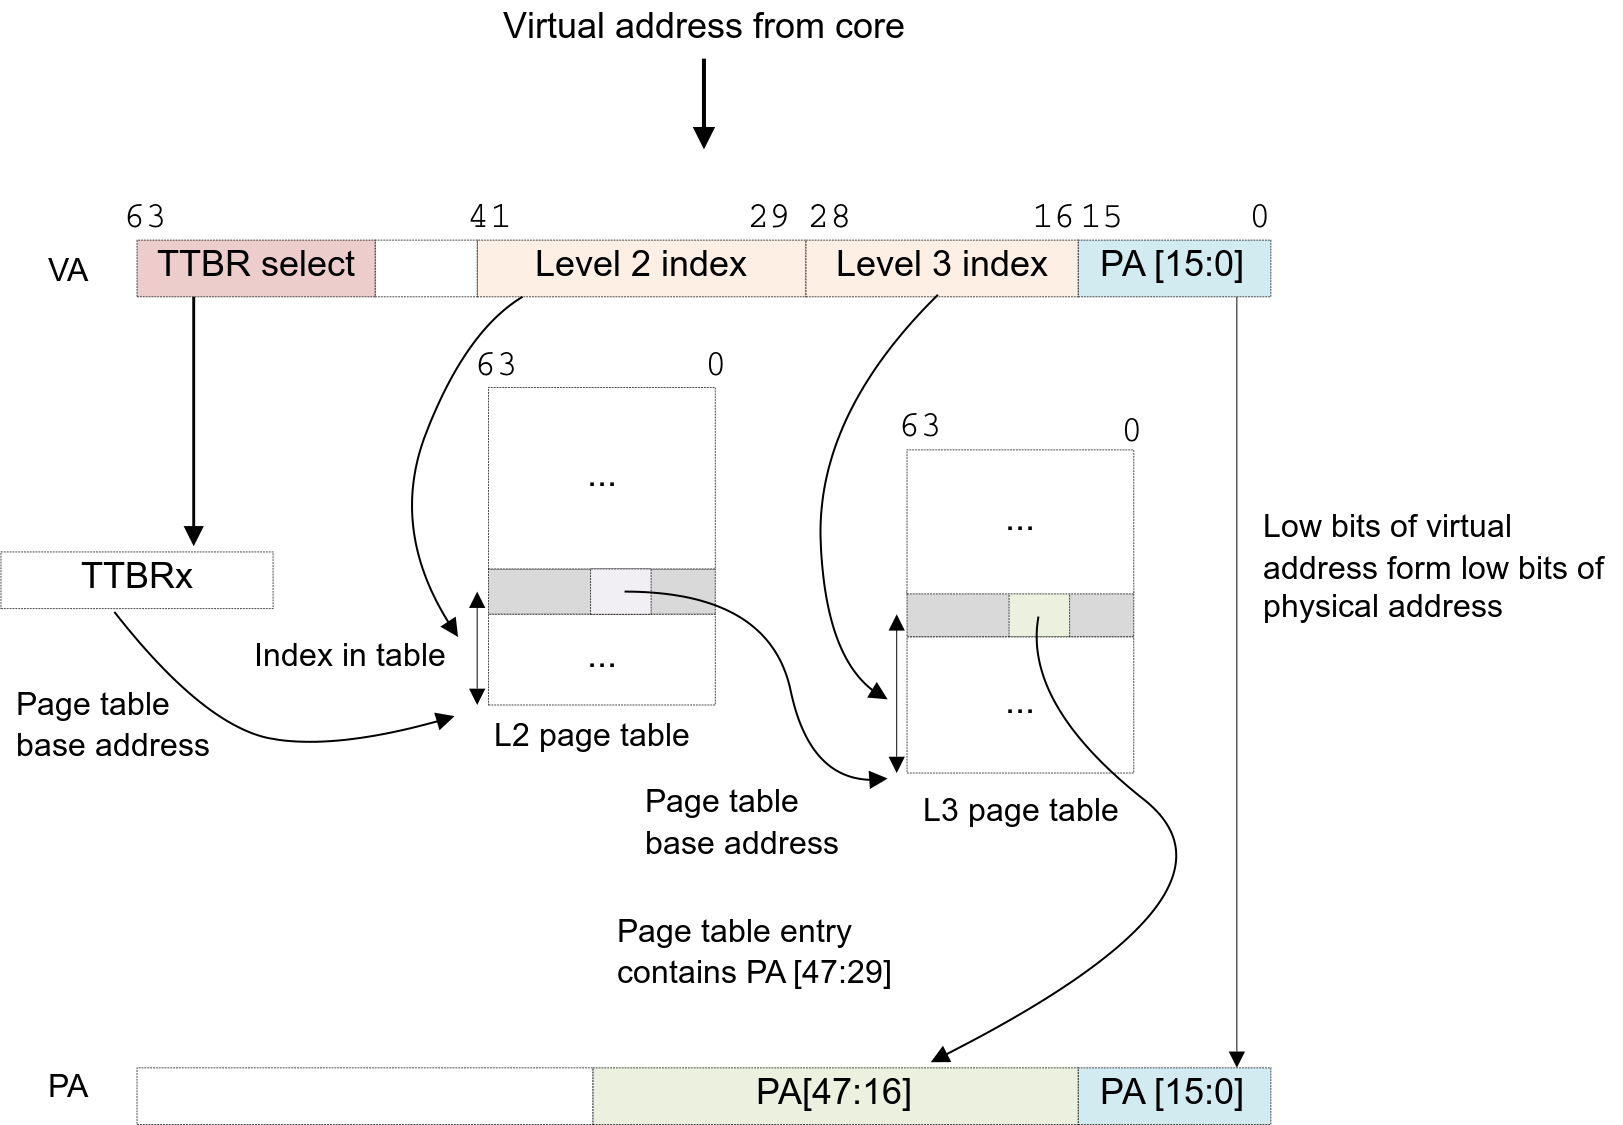 Virtual address from core
63 41 29 28 16 15 0
VA TTBR select Level 2 index Level 3 index PA [15:0]
63 0
63 0
...
...
Low bits of virtual
address form low bits of
physical address
TTBRx
Index in table
...
...
Page table
base address
L2 page table
Page table
base address
L3 page table
Page table entry
contains PA [47:29]
PA PA[47:16] PA [15:0]